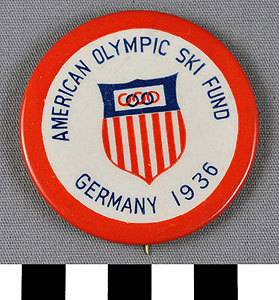 AMERICAN OLYMPIC SKI FUND
GERMANY 1936